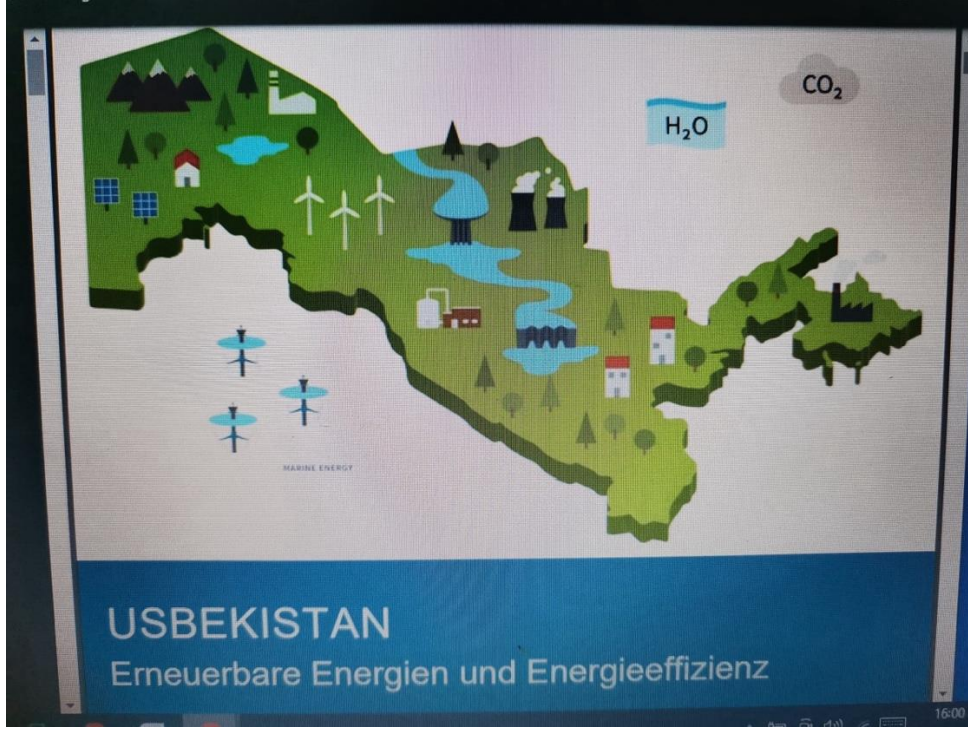 CO₂
H₂O
MARINE ENERGY
USBEKISTAN
Erneuerbare Energien und Energieeffizienz
16:00